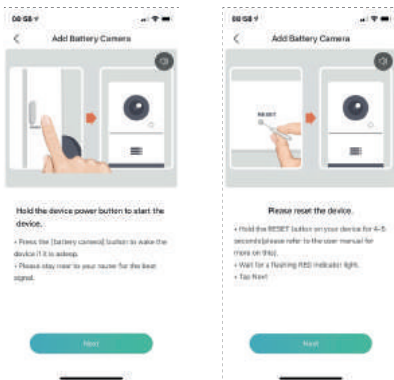 08:58
Add Battery Camera
Hold the device power button to start the
device.
• Press the [battery camera] button to wake the
device if it is asleep.
• Please stay near to your router for the best
signal.
Next
08:58
Add Battery Camera
RESET
Please reset the device.
• Hold the RESET button on your device for 4-5
seconds(please refer to the user manual for
more on this).
• Wait for a flashing RED indicator light.
• Tap Next
Next